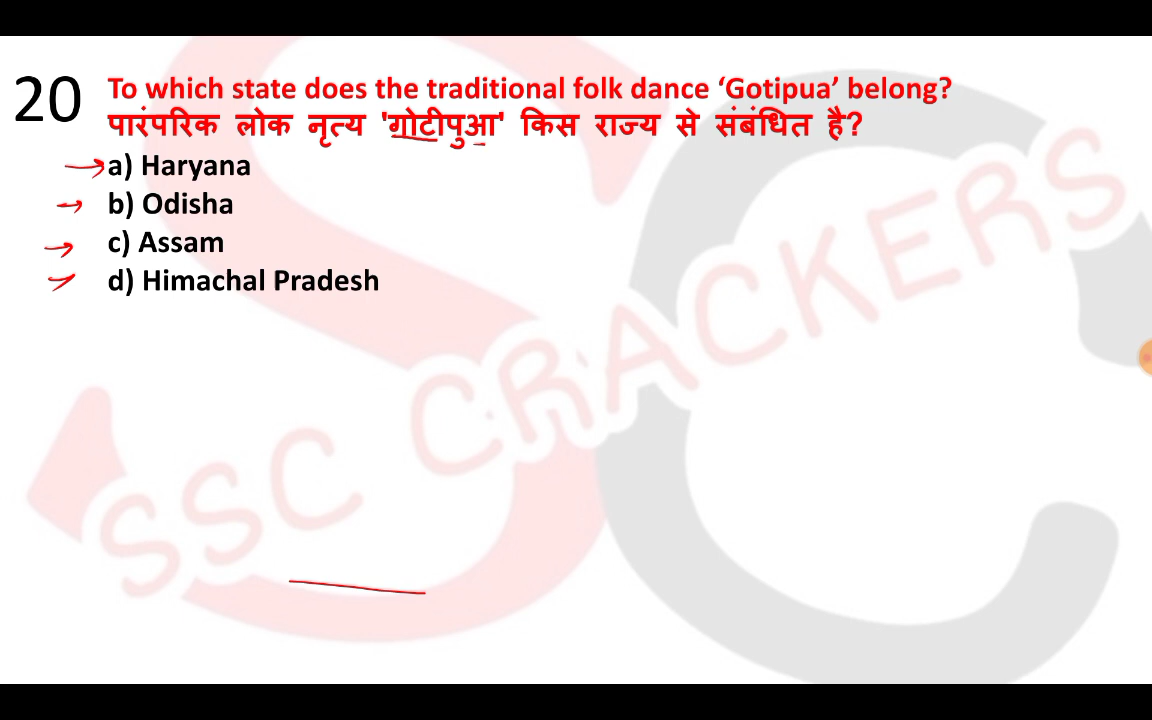 20
To which state does the traditional folk dance ‘Gotipua’ belong?
पारंपरिक लोक नृत्य 'गोटीपुआ' किस राज्य से संबंधित है?
a) Haryana
b) Odisha
c) Assam
d) Himachal Pradesh
SSC CRACKERS